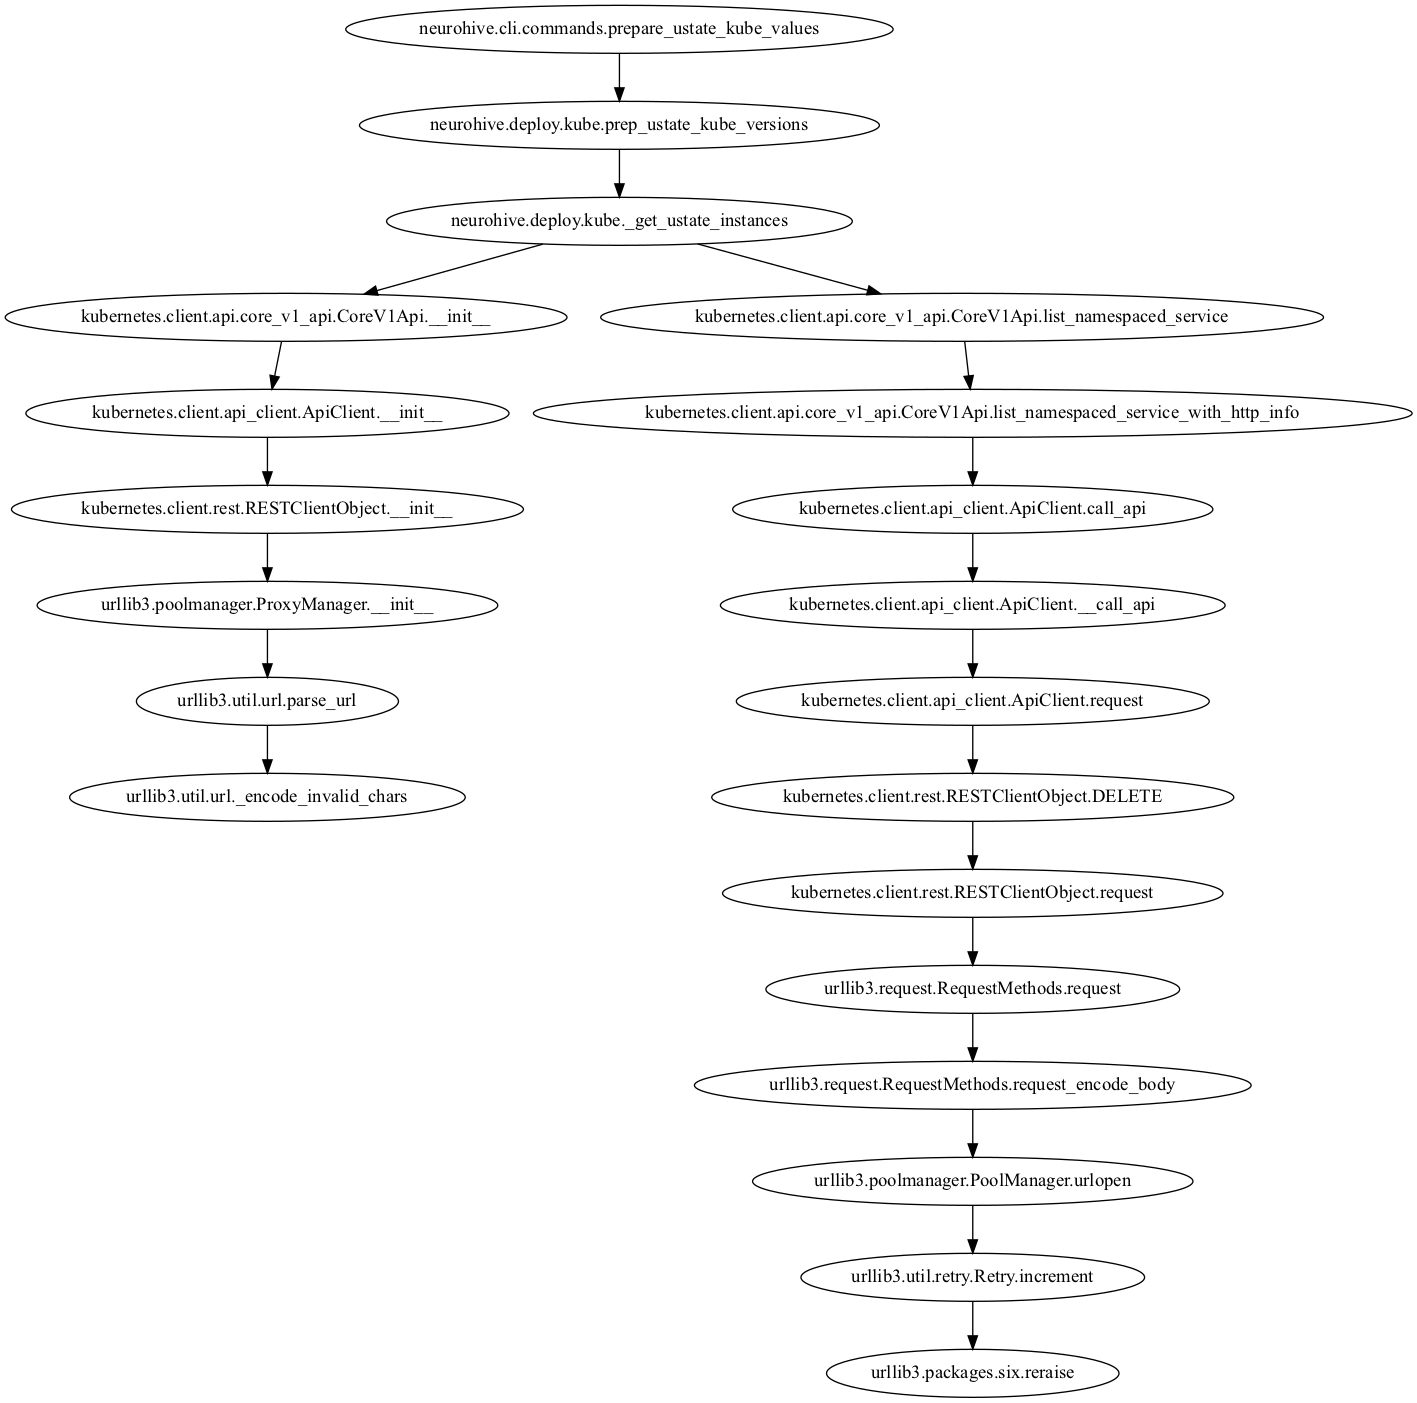 neurohive.cli.commands.prepare_ustate_kube_values
neurohive.deploy.kube.prep_ustate_kube_versions
neurohive.deploy.kube._get_ustate_instances
kubernetes.client.api.core_v1_api.CoreV1Api.__init__
kubernetes.client.api.core_v1_api.CoreV1Api.list_namespaced_service
kubernetes.client.api_client.ApiClient.__init__
kubernetes.client.api.core_v1_api.CoreV1Api.list_namespaced_service_with_http_info
kubernetes.client.rest.RESTClientObject.__init__
kubernetes.client.api_client.ApiClient.call_api
urllib3.poolmanager.ProxyManager.__init__
kubernetes.client.api_client.ApiClient.__call_api
urllib3.util.url.parse_url
kubernetes.client.api_client.ApiClient.request
urllib3.util.url._encode_invalid_chars
kubernetes.client.rest.RESTClientObject.DELETE
kubernetes.client.rest.RESTClientObject.request
urllib3.request.RequestMethods.request
urllib3.request.RequestMethods.request_encode_body
urllib3.poolmanager.PoolManager.urlopen
urllib3.util.retry.Retry.increment
urllib3.packages.six.reraise